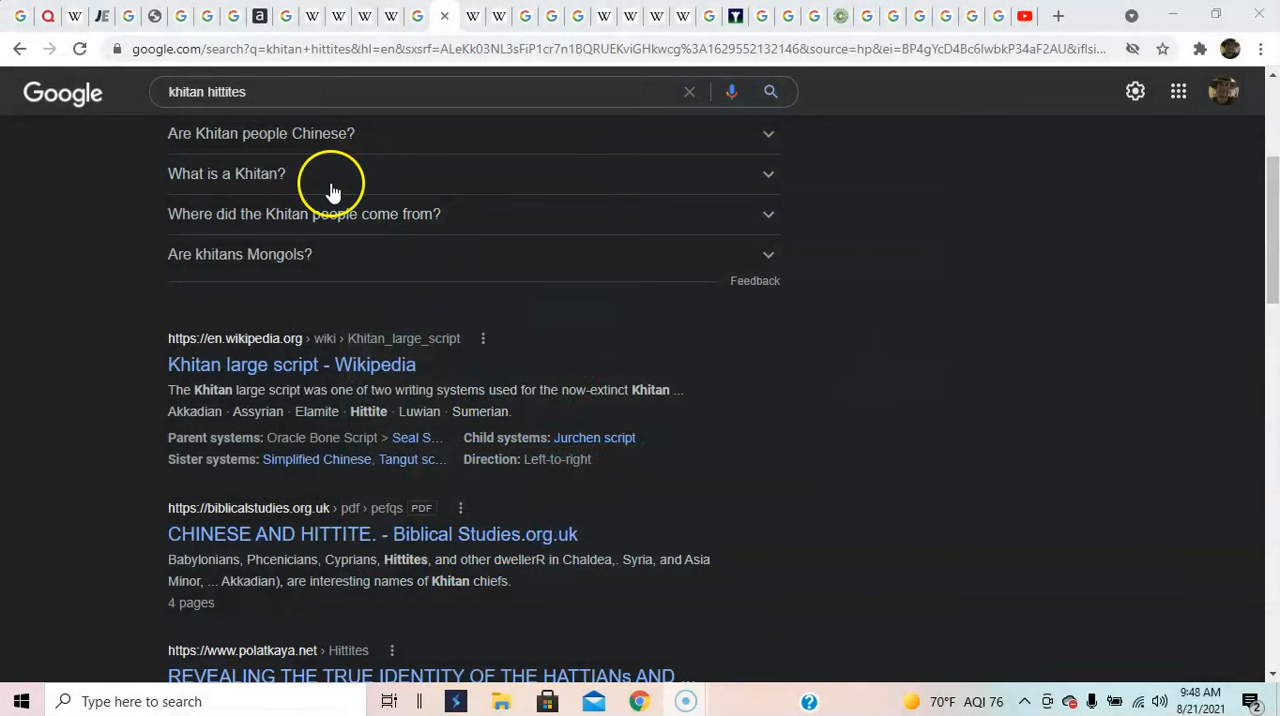 google.com/search?q=khitan+hittites&hl=en&sxsrf=ALeKk03NL3sFiP1cr7n1BQRUEKviGHkwcg%3A1629552132146&source=hp&ei=BP4gYcD4Bc6IwbkP34aF2AU&iflsi...
Google
khitan hittites
Are Khitan people Chinese?
What is a Khitan?
Where did the Khitan people come from?
Are khitans Mongols?
Feedback
https://en.wikipedia.org › wiki › Khitan_large_script
Khitan large script - Wikipedia
The Khitan large script was one of two writing systems used for the now-extinct Khitan ...
Akkadian · Assyrian · Elamite · Hittite · Luwian · Sumerian.
Parent systems: Oracle Bone Script > Seal S... Child systems: Jurchen script
Sister systems: Simplified Chinese, Tangut sc... Direction: Left-to-right
https://biblicalstudies.org.uk › pdf › pefqs PDF
CHINESE AND HITTITE. - Biblical Studies.org.uk
Babylonians, Phcenicians, Cyprians, Hittites, and other dwellerR in Chaldea,. Syria, and Asia
Minor, ... Akkadian), are interesting names of Khitan chiefs.
4 pages
https://www.polatkaya.net › Hittites
REVEALING THE TRUE IDENTITY OF THE HATTIANs AND ...
Type here to search
70°F AQI 76
9:48 AM
8/21/2021
2